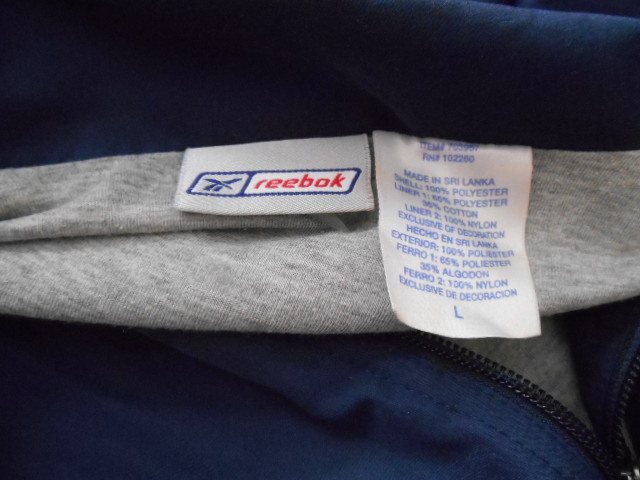 reebok
ITEM# 703967
RN# 102260
MADE IN SRI LANKA
SHELL: 100% POLYESTER
LINER 1: 65% POLYESTER
35% COTTON
LINER 2: 100% NYLON
EXCLUSIVE OF DECORATION
HECHO EN SRI LANKA
EXTERIOR: 100% POLIESTER
FERRO 1: 65% POLIESTER
35% ALGODON
FERRO 2: 100% NYLON
EXCLUSIVE DE DECORACION
L